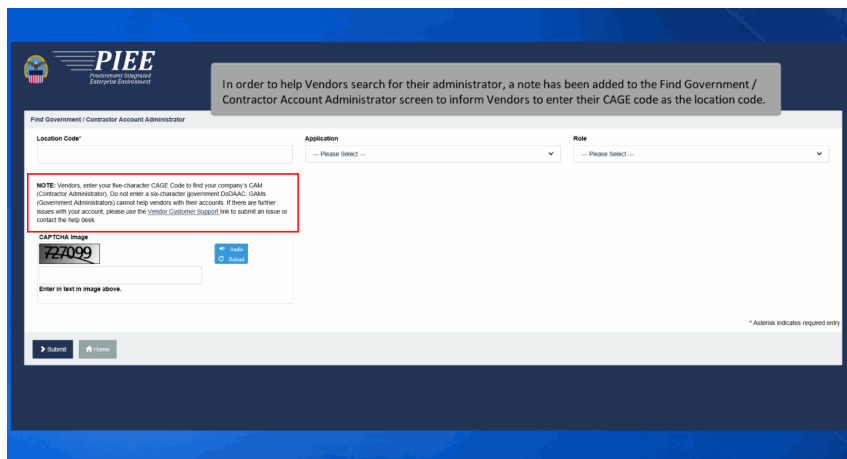 PIEE
Procurement Integrated
Enterprise Environment
In order to help Vendors search for their administrator, a note has been added to the Find Government /
Contractor Account Administrator screen to inform Vendors to enter their CAGE code as the location code.
Find Government / Contractor Account Administrator
Location Code*
Application
Role
--- Please Select ---
--- Please Select ---
NOTE: Vendors, enter your five-character CAGE Code to find your company's CAM
(Contractor Administrator). Do not enter a six-character government DoDAAC. GAMs
(Government Administrators) cannot help vendors with their accounts. If there are further
issues with your account, please use the Vendor Customer Support link to submit an issue or
contact the help desk.
CAPTCHA Image
727099
Audio
Reload
Enter in text in image above.
* Asterisk indicates required entry.
Submit
Home